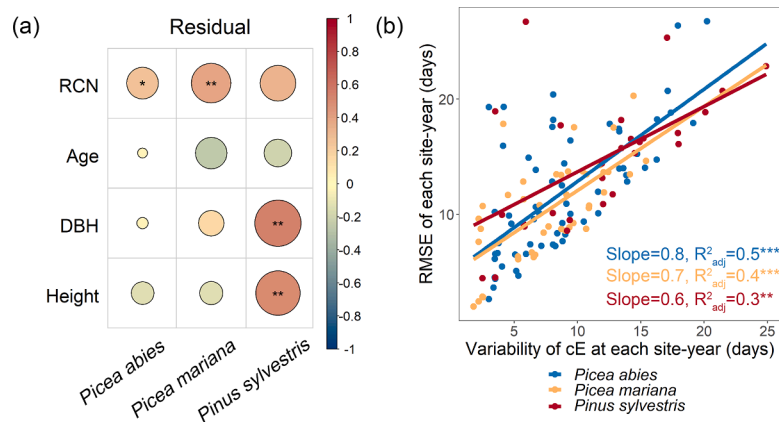 (a)
Residual
RCN
* **
Age
DBH
**
Height
**
Picea abies
Picea mariana
Pinus sylvestris
1
0.8
0.6
0.4
0.2
0
-0.2
-0.4
-0.6
-0.8
-1
(b)
RMSE of each site-year (days)
20
10
Slope=0.8, R²adj=0.5***
Slope=0.7, R²adj=0.4***
Slope=0.6, R²adj=0.3**
5 10 15 20 25
Variability of cE at each site-year (days)
Picea abies
Picea mariana
Pinus sylvestris